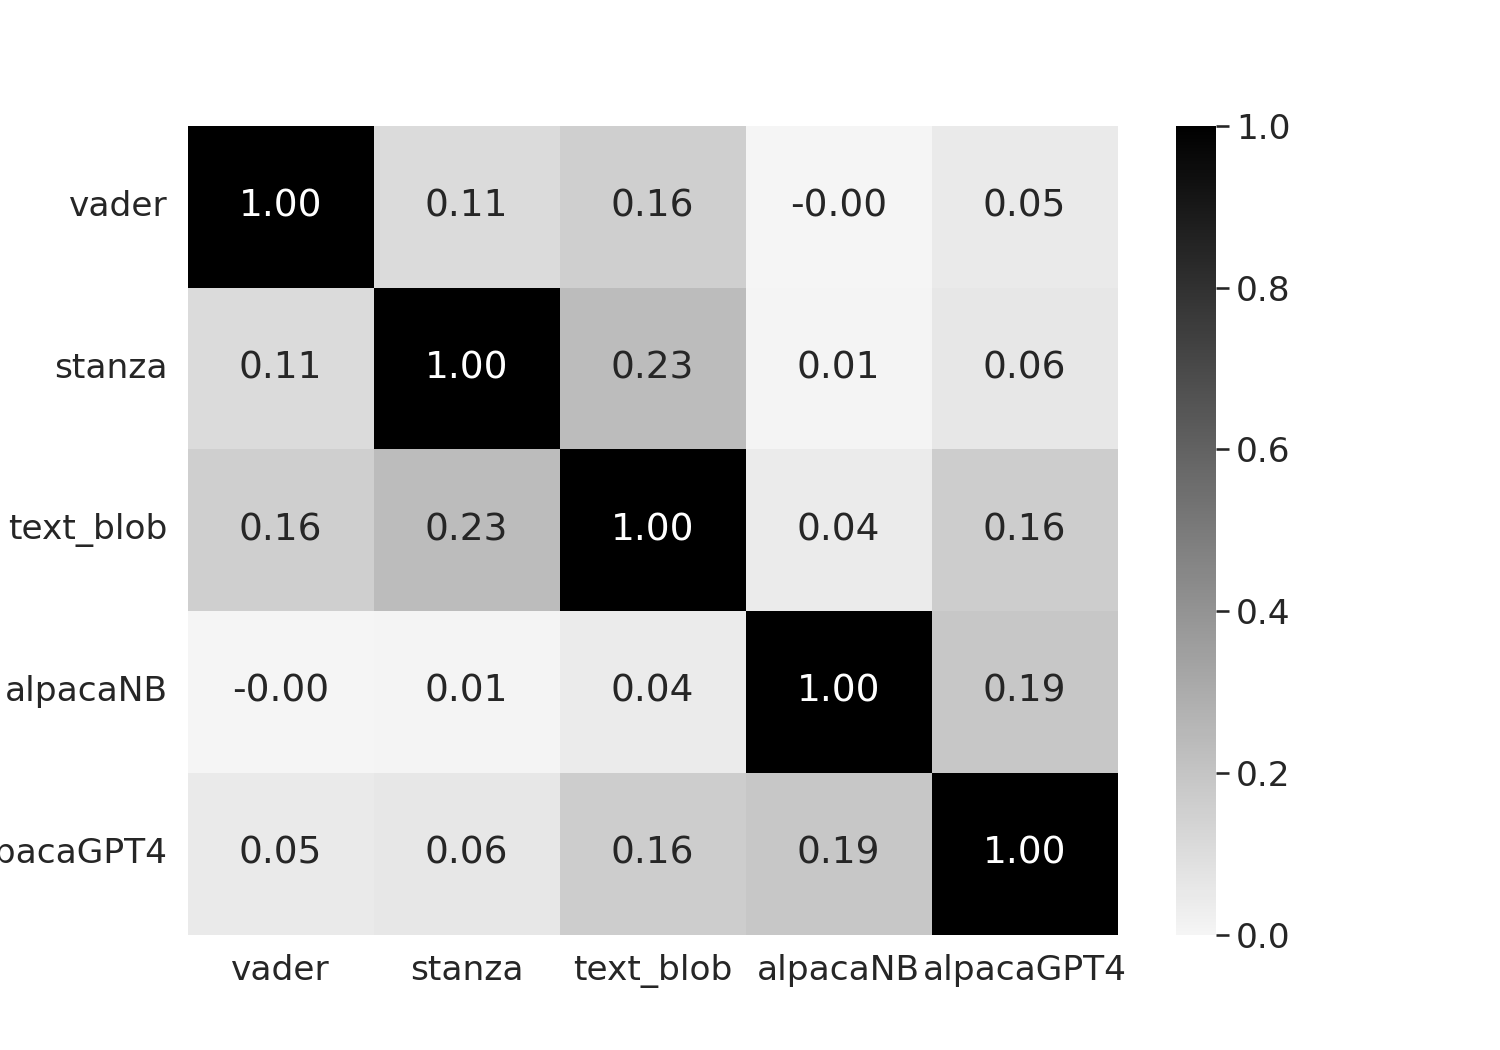 1.0
vader 1.00 0.11 0.16 -0.00 0.05
0.8
stanza 0.11 1.00 0.23 0.01 0.06
0.6
text_blob 0.16 0.23 1.00 0.04 0.16
0.4
alpacaNB -0.00 0.01 0.04 1.00 0.19
0.2
pacaGPT4 0.05 0.06 0.16 0.19 1.00
0.0
vader stanza text_blob alpacaNB alpacaGPT4